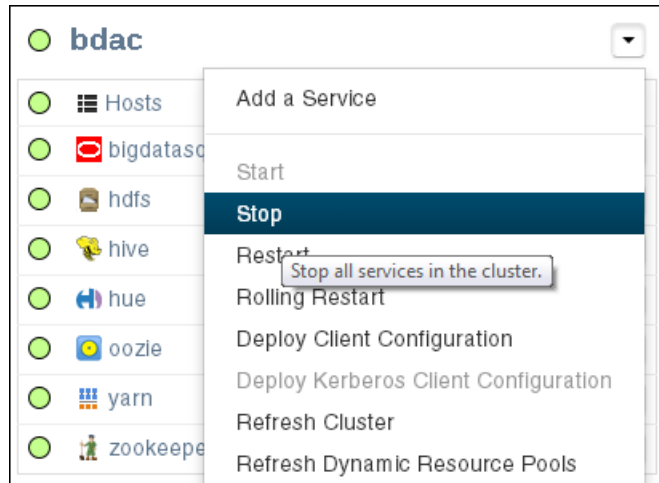 bdac
Hosts
bigdatasq
hdfs
hive
hue
oozie
yarn
zookeepe
Add a Service
Start
Stop
Restart
Stop all services in the cluster.
Rolling Restart
Deploy Client Configuration
Deploy Kerberos Client Configuration
Refresh Cluster
Refresh Dynamic Resource Pools